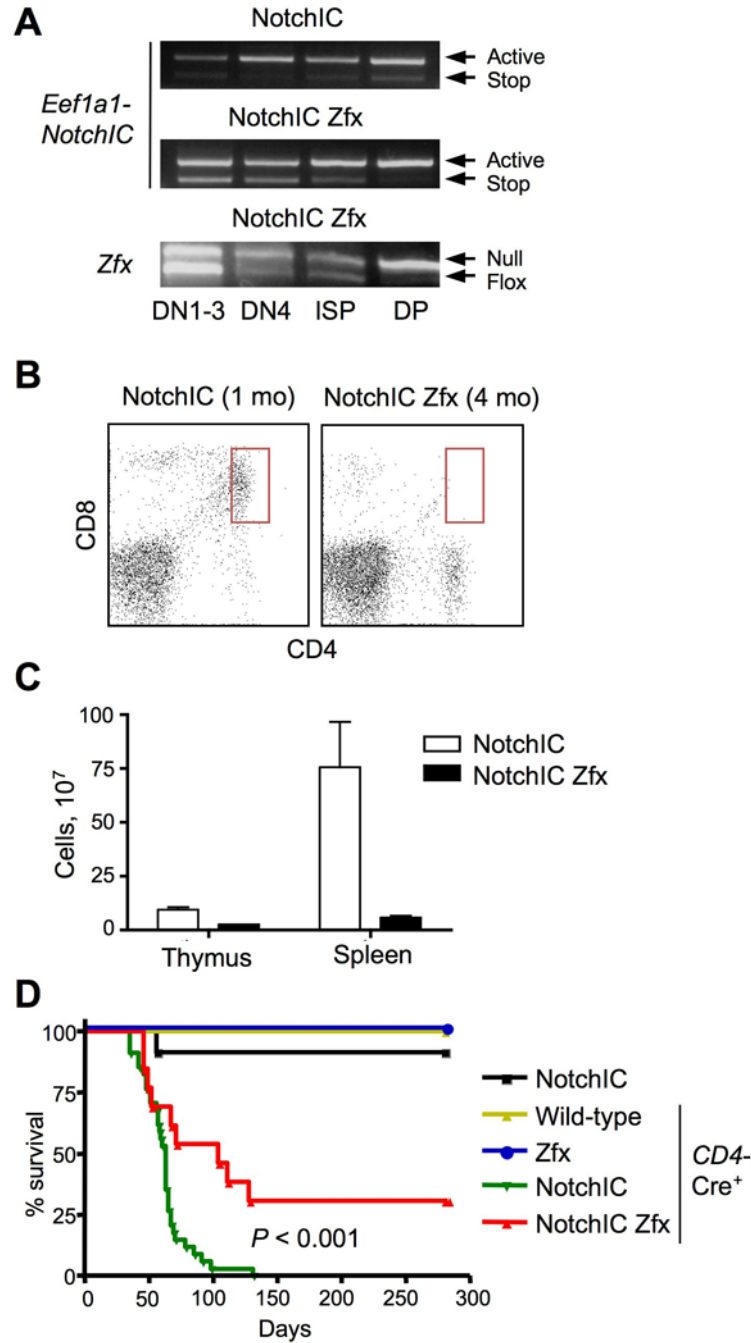 A
NotchIC
Active
Stop
Eef1a1-
NotchIC
NotchIC Zfx
Active
Stop
NotchIC Zfx
Zfx
Null
Flox
DN1-3 DN4 ISP DP
B
NotchIC (1 mo) NotchIC Zfx (4 mo)
CD8
CD4
C
100
75
50
25
0
Cells, 10⁷
NotchIC
NotchIC Zfx
Thymus Spleen
D
100
75
50
25
0
% survival
P < 0.001
0 50 100 150 200 250 300
Days
NotchIC
Wild-type
Zfx
NotchIC
NotchIC Zfx
CD4-
Cre⁺